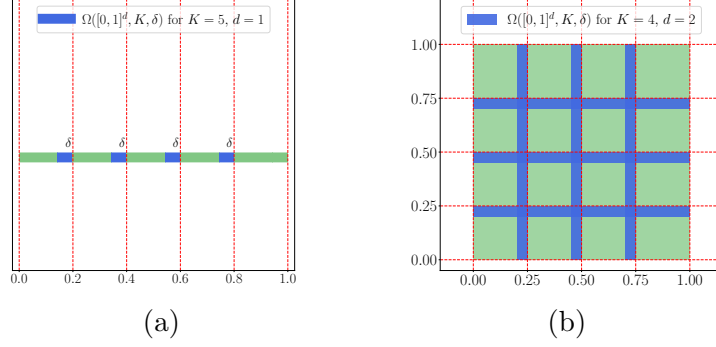 Ω([0, 1]^d, K, δ) for K = 5, d = 1
δ δ δ δ
0.0 0.2 0.4 0.6 0.8 1.0
(a)
Ω([0, 1]^d, K, δ) for K = 4, d = 2
1.00
0.75
0.50
0.25
0.00
0.00 0.25 0.50 0.75 1.00
(b)